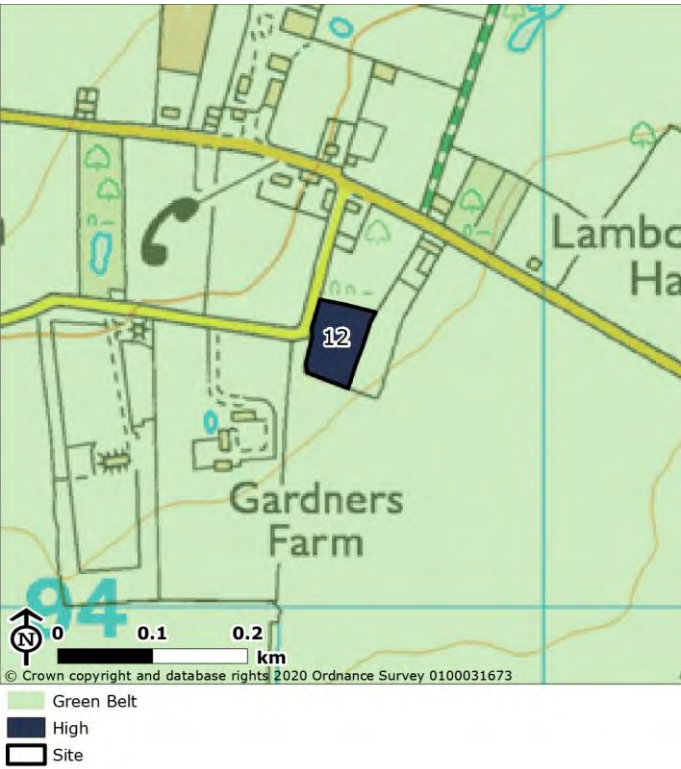 Lambo
Ha
12
Gardners
Farm
94
N
0 0.1 0.2
km
© Crown copyright and database rights 2020 Ordnance Survey 0100031673
Green Belt
High
Site